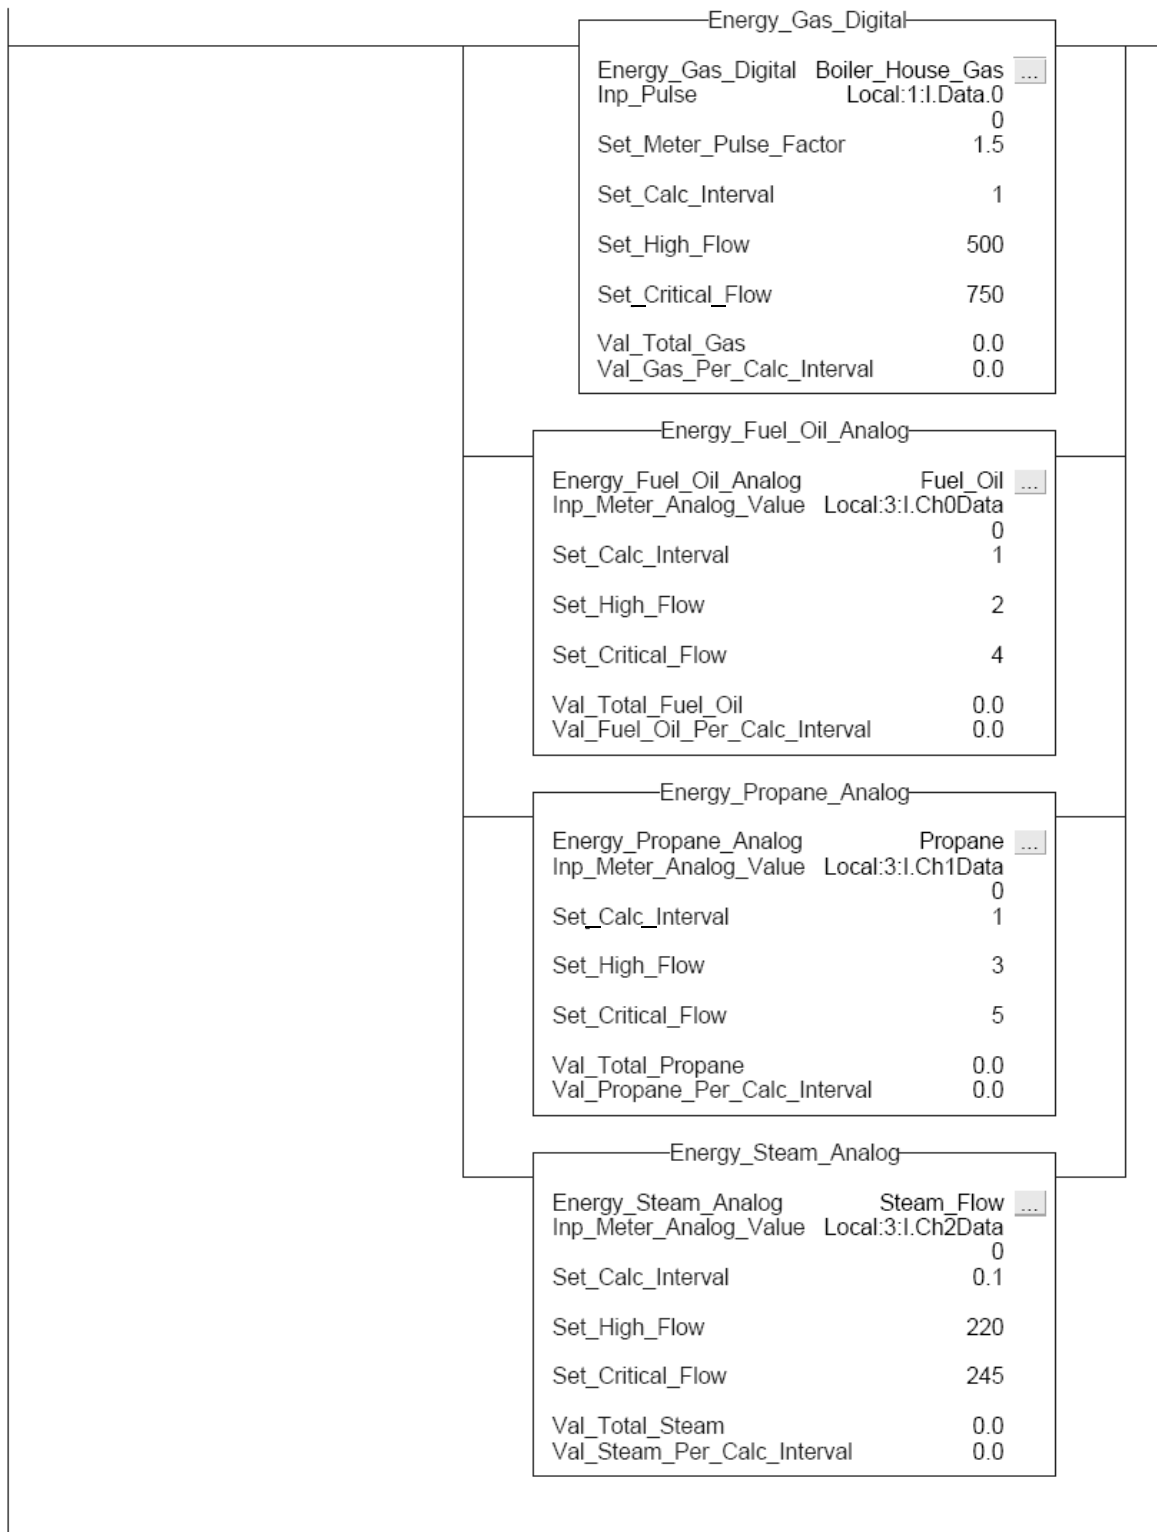 Energy_Gas_Digital
Energy_Gas_Digital Boiler_House_Gas ...
Inp_Pulse Local:1:I.Data.0
0
Set_Meter_Pulse_Factor 1.5
Set_Calc_Interval 1
Set_High_Flow 500
Set_Critical_Flow 750
Val_Total_Gas 0.0
Val_Gas_Per_Calc_Interval 0.0
Energy_Fuel_Oil_Analog
Energy_Fuel_Oil_Analog Fuel_Oil ...
Inp_Meter_Analog_Value Local:3:I.Ch0Data
0
Set_Calc_Interval 1
Set_High_Flow 2
Set_Critical_Flow 4
Val_Total_Fuel_Oil 0.0
Val_Fuel_Oil_Per_Calc_Interval 0.0
Energy_Propane_Analog
Energy_Propane_Analog Propane ...
Inp_Meter_Analog_Value Local:3:I.Ch1Data
0
Set_Calc_Interval 1
Set_High_Flow 3
Set_Critical_Flow 5
Val_Total_Propane 0.0
Val_Propane_Per_Calc_Interval 0.0
Energy_Steam_Analog
Energy_Steam_Analog Steam_Flow ...
Inp_Meter_Analog_Value Local:3:I.Ch2Data
0
Set_Calc_Interval 0.1
Set_High_Flow 220
Set_Critical_Flow 245
Val_Total_Steam 0.0
Val_Steam_Per_Calc_Interval 0.0